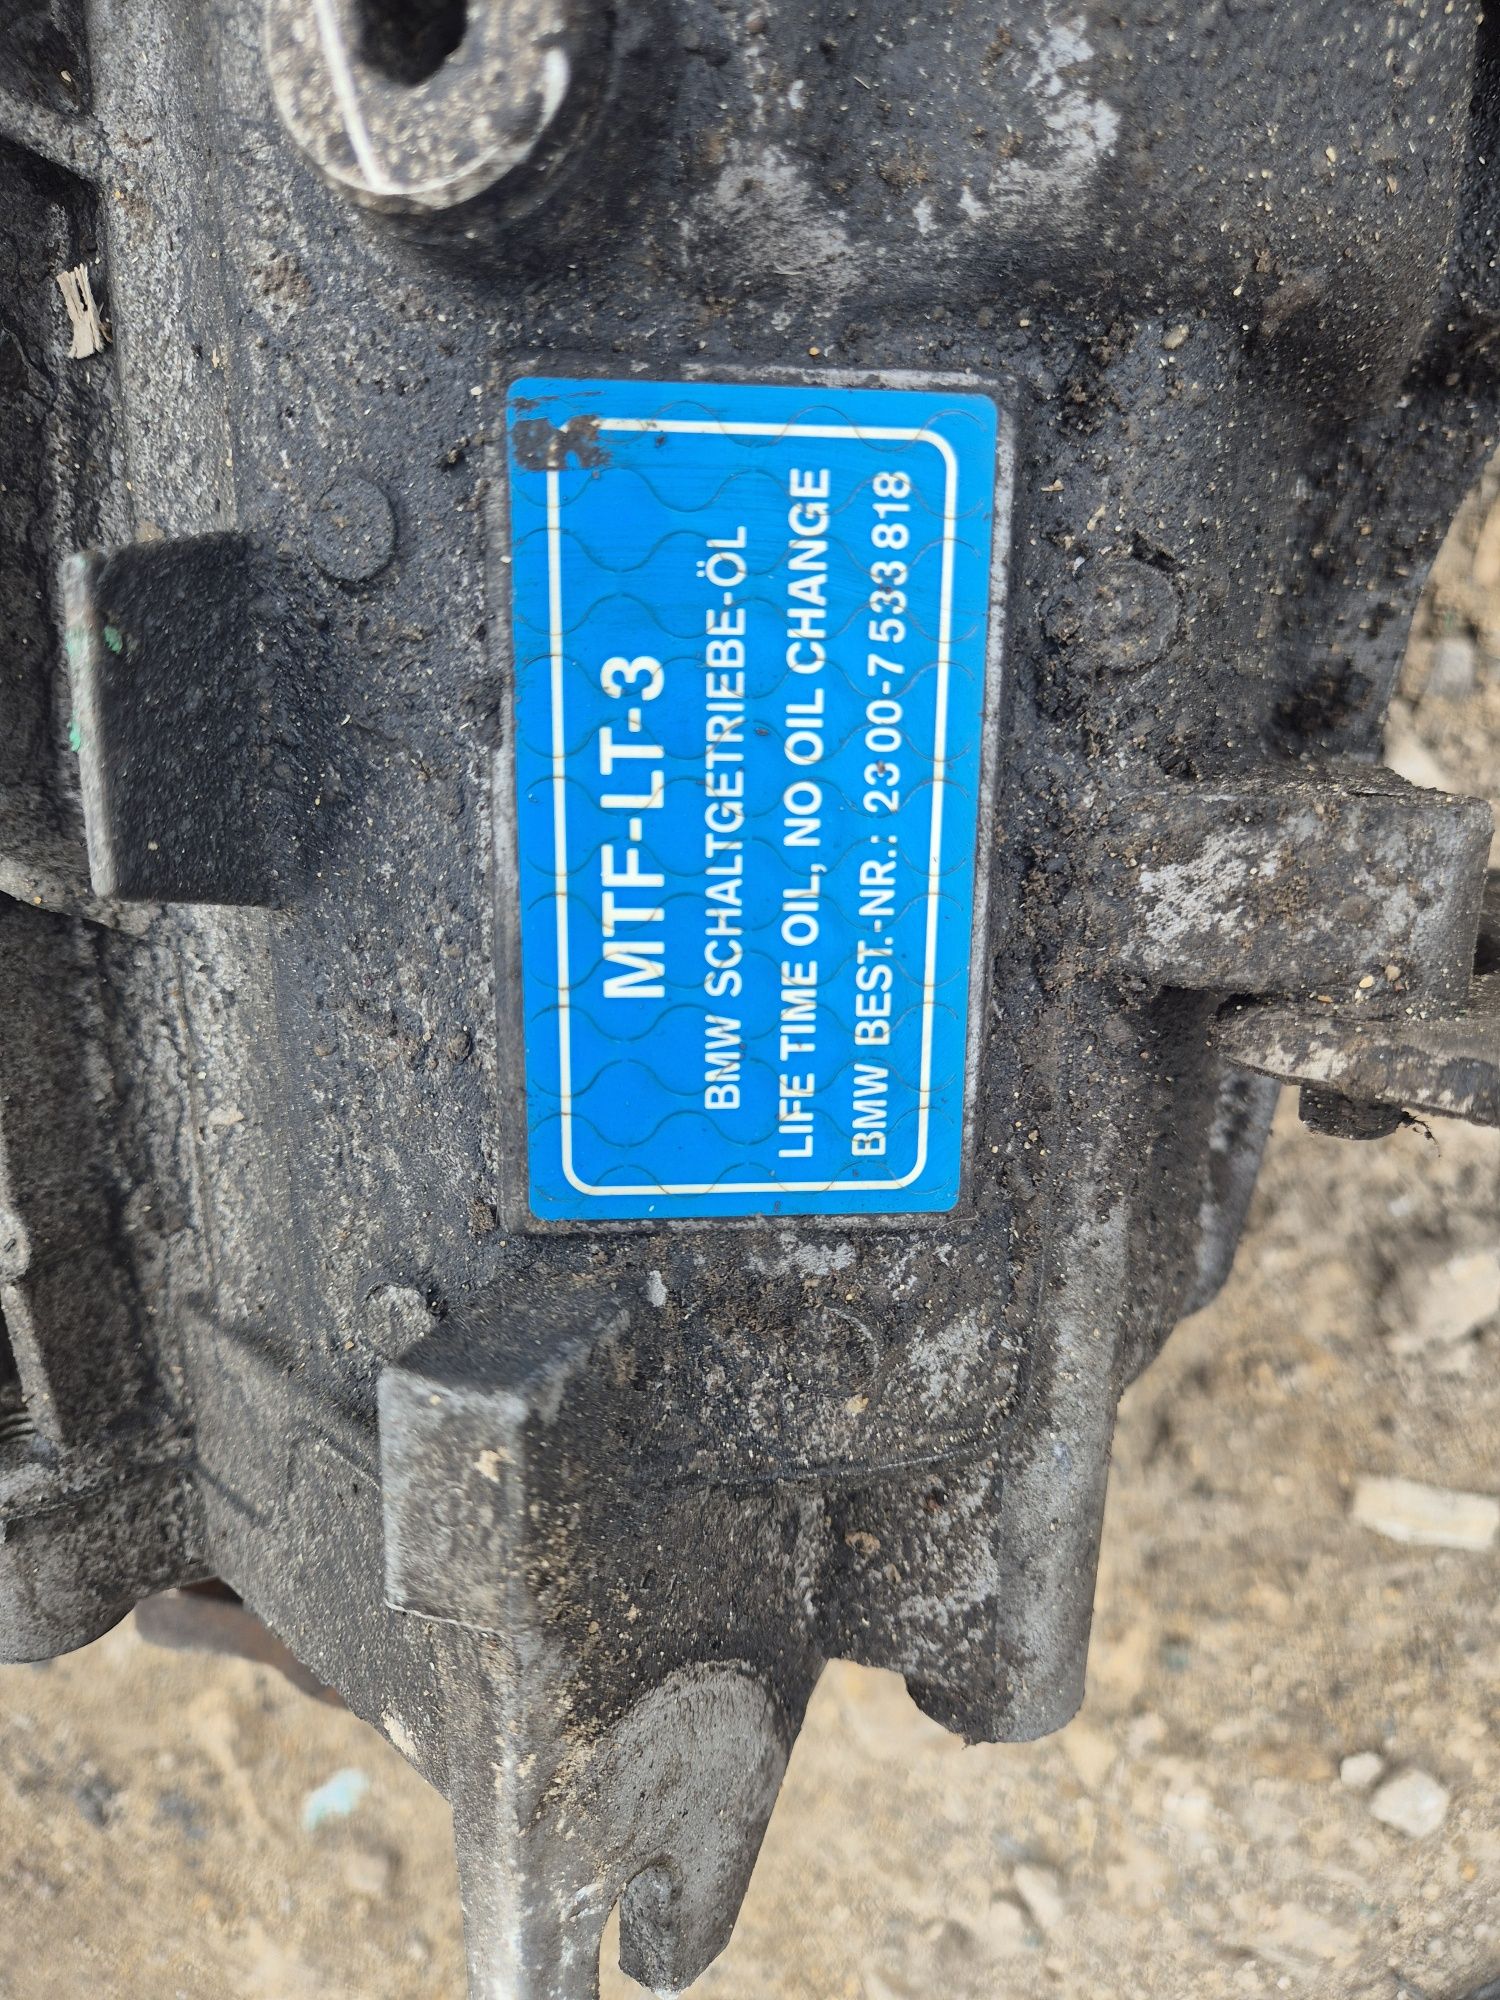 MTF-LT-3
BMW SCHALTGETRIEBE-ÖL
LIFE TIME OIL, NO OIL CHANGE
BMW BEST.-NR.: 23 00-7 533 818